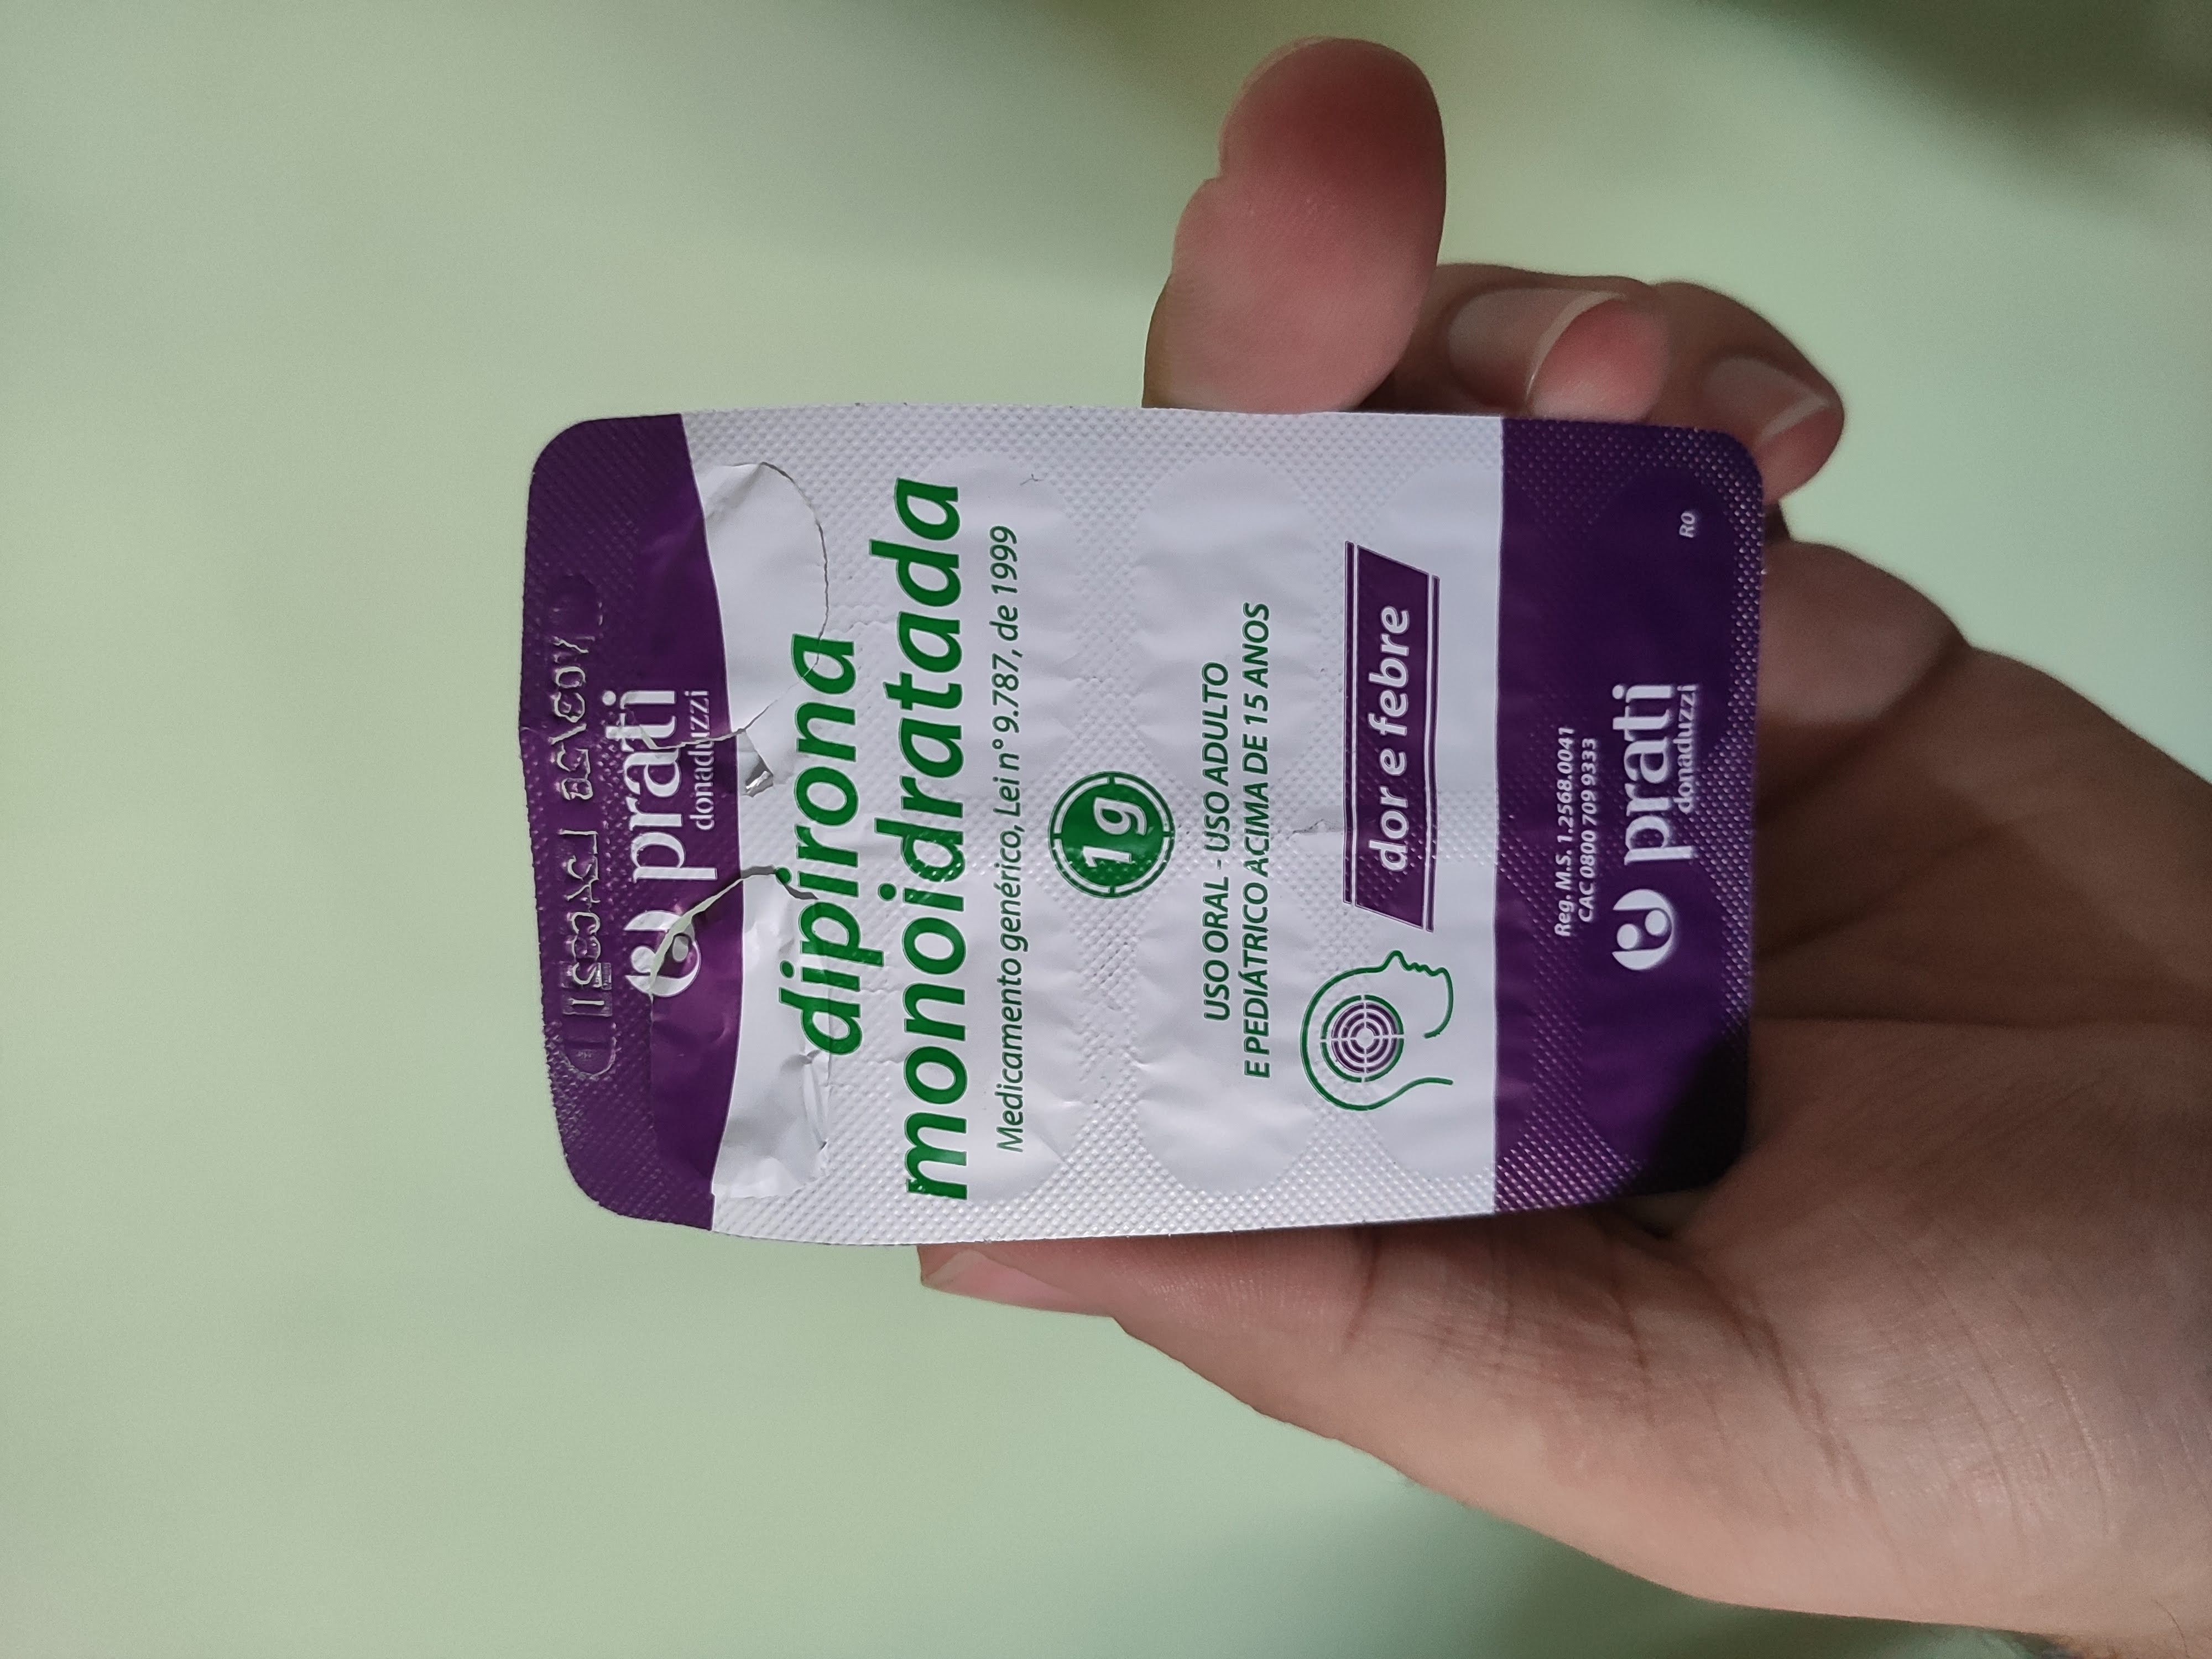 prati
donaduzzi
dipirona
monoidratada
Medicamento genérico, Lei n° 9.787, de 1999
1g
USO ORAL - USO ADULTO
E PEDIÁTRICO ACIMA DE 15 ANOS
dor e febre
Reg. M.S. 1.2568.0041
CAC 0800 709 9333
prati
donaduzzi
R0